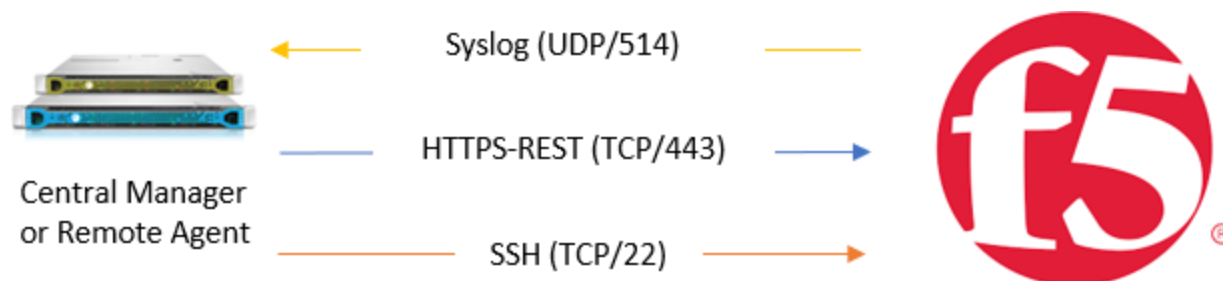 Syslog (UDP/514)
HTTPS-REST (TCP/443)
Central Manager
or Remote Agent
SSH (TCP/22)
f5
®